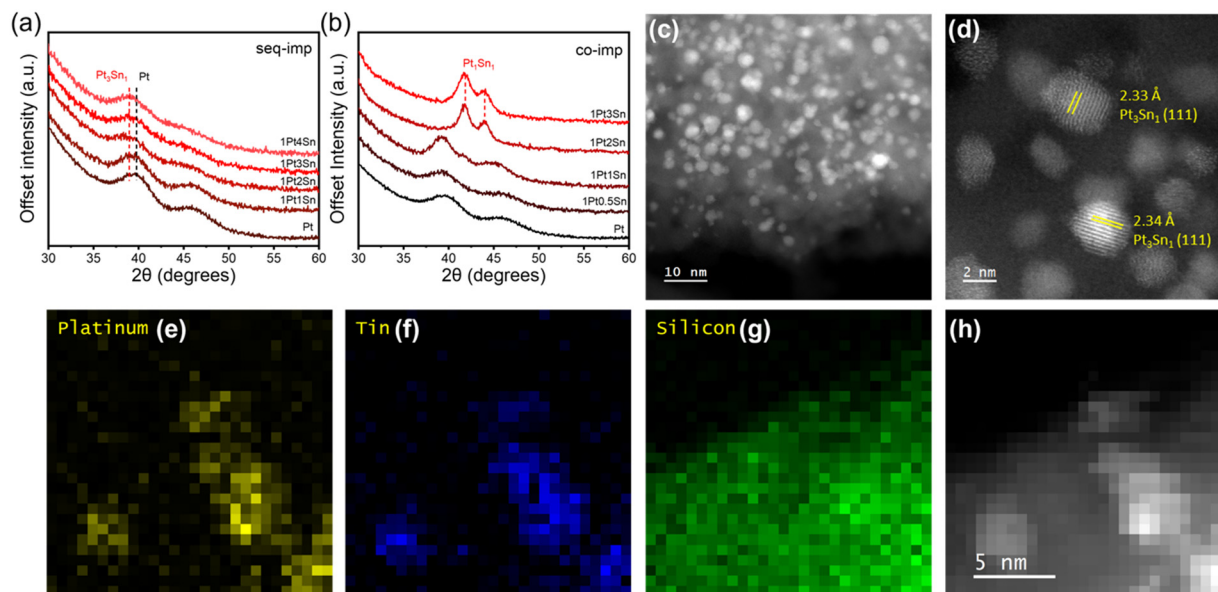 (a)
seq-imp
Pt₃Sn₁ Pt
1Pt4Sn
1Pt3Sn
1Pt2Sn
1Pt1Sn
Pt
Offset Intensity (a.u.)
30 35 40 45 50 55 60
2θ (degrees)
(b)
co-imp
Pt₁Sn₁
1Pt3Sn
1Pt2Sn
1Pt1Sn
1Pt0.5Sn
Pt
Offset Intensity (a.u.)
30 35 40 45 50 55 60
2θ (degrees)
(c)
10 nm
(d)
2.33 Å
Pt₃Sn₁ (111)
2.34 Å
Pt₃Sn₁ (111)
2 nm
Platinum (e)
Tin (f)
Silicon (g)
(h)
5 nm